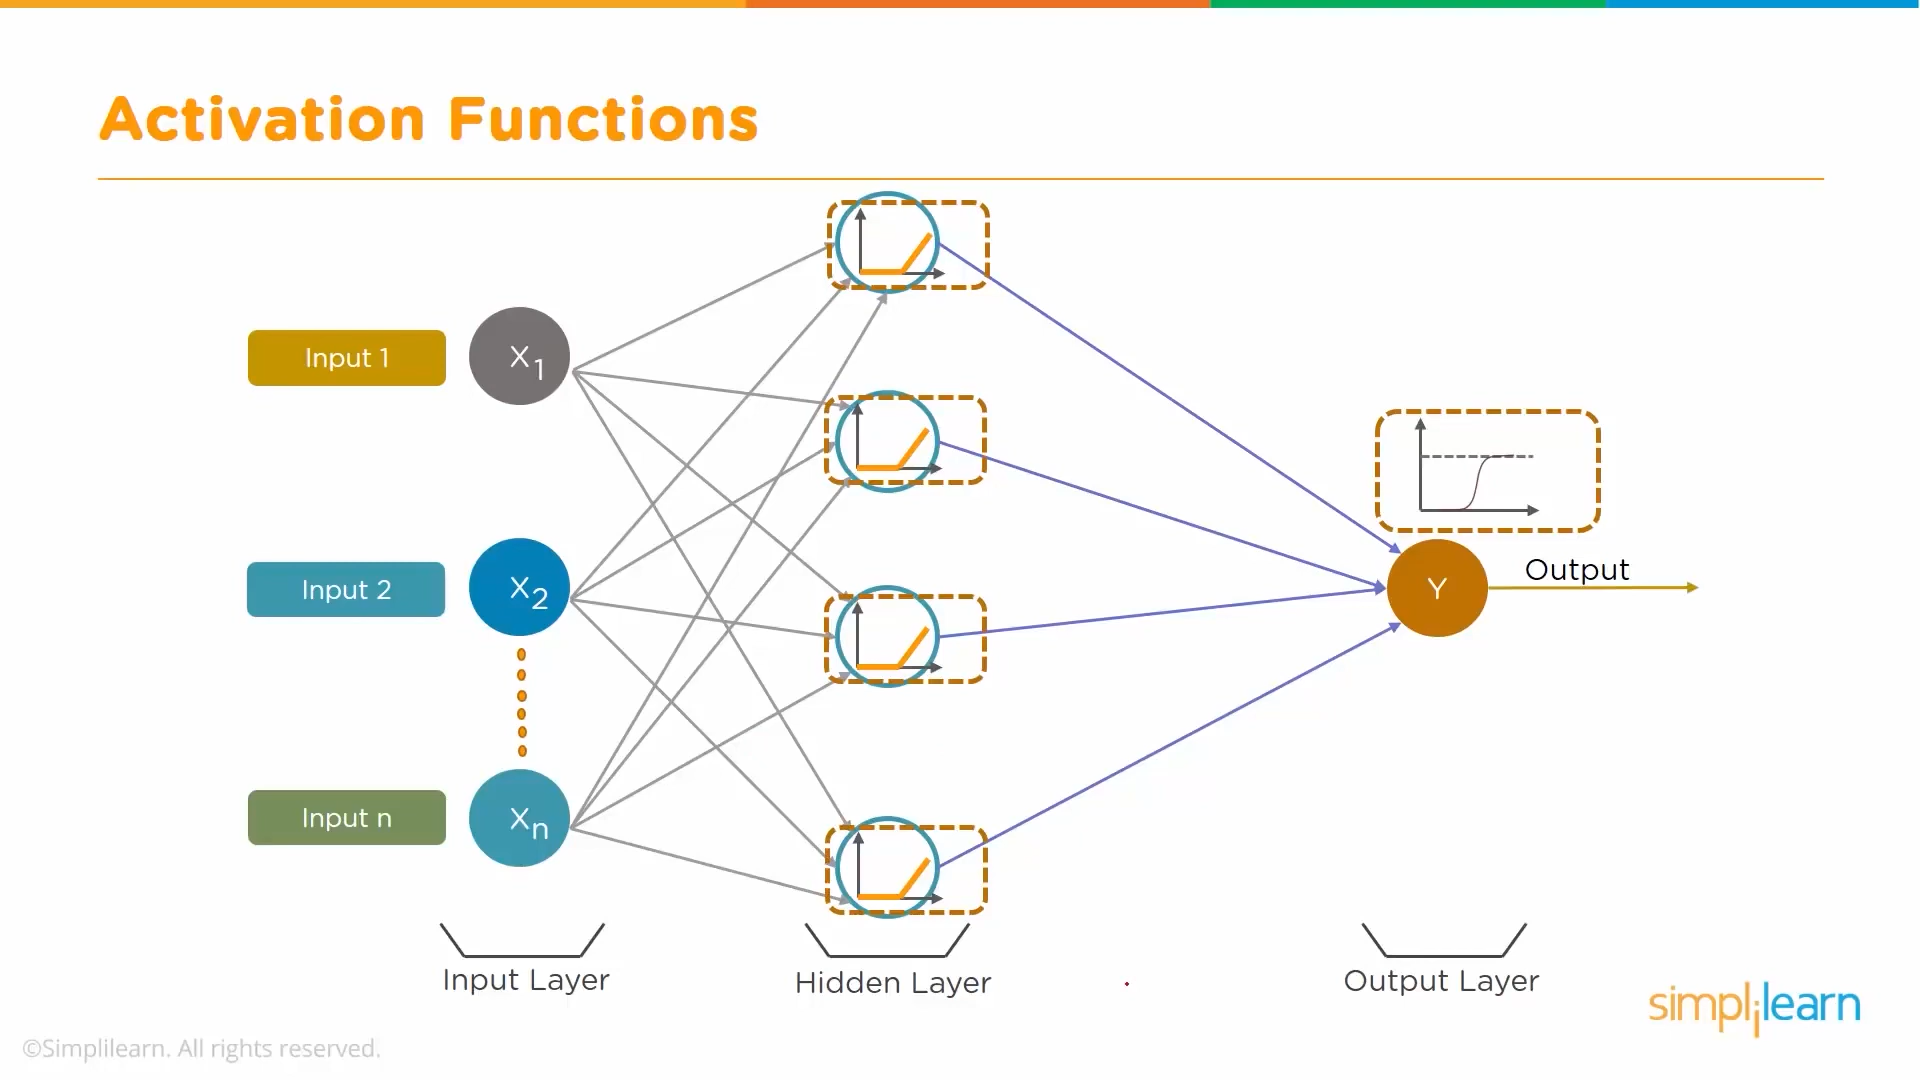 Activation Functions
Input 1
X1
Input 2
X2
Output
Y
Input n
Xn
Input Layer
Hidden Layer
Output Layer
simplilearn
©Simplilearn. All rights reserved.